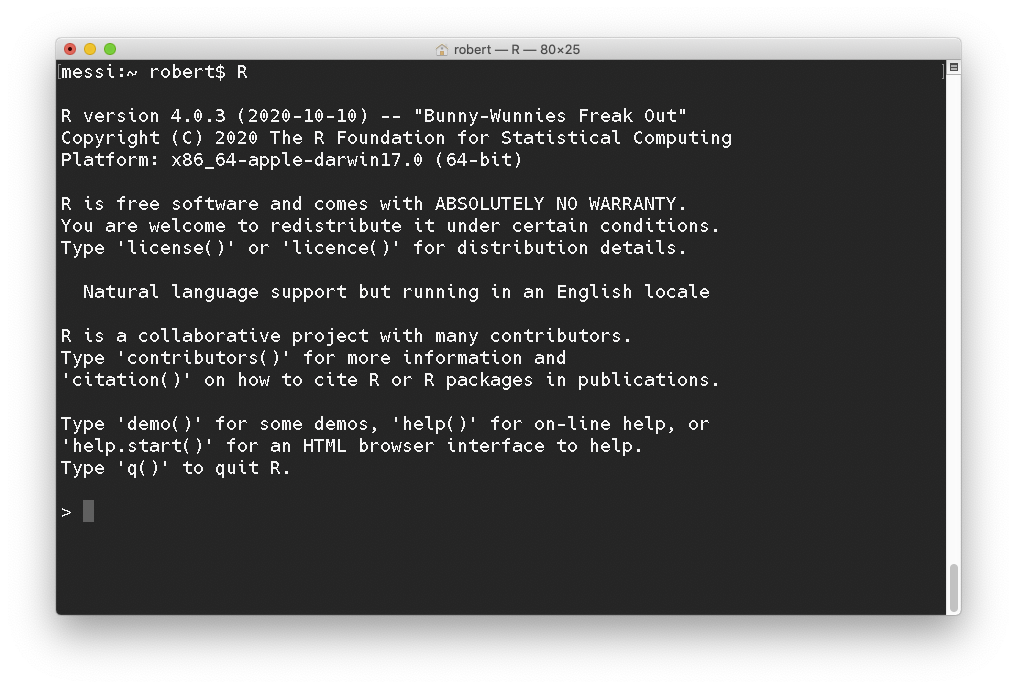 robert — R — 80×25
messi:~ robert$ R
R version 4.0.3 (2020-10-10) -- "Bunny-Wunnies Freak Out"
Copyright (C) 2020 The R Foundation for Statistical Computing
Platform: x86_64-apple-darwin17.0 (64-bit)
R is free software and comes with ABSOLUTELY NO WARRANTY.
You are welcome to redistribute it under certain conditions.
Type 'license()' or 'licence()' for distribution details.
Natural language support but running in an English locale
R is a collaborative project with many contributors.
Type 'contributors()' for more information and
'citation()' on how to cite R or R packages in publications.
Type 'demo()' for some demos, 'help()' for on-line help, or
'help.start()' for an HTML browser interface to help.
Type 'q()' to quit R.
>